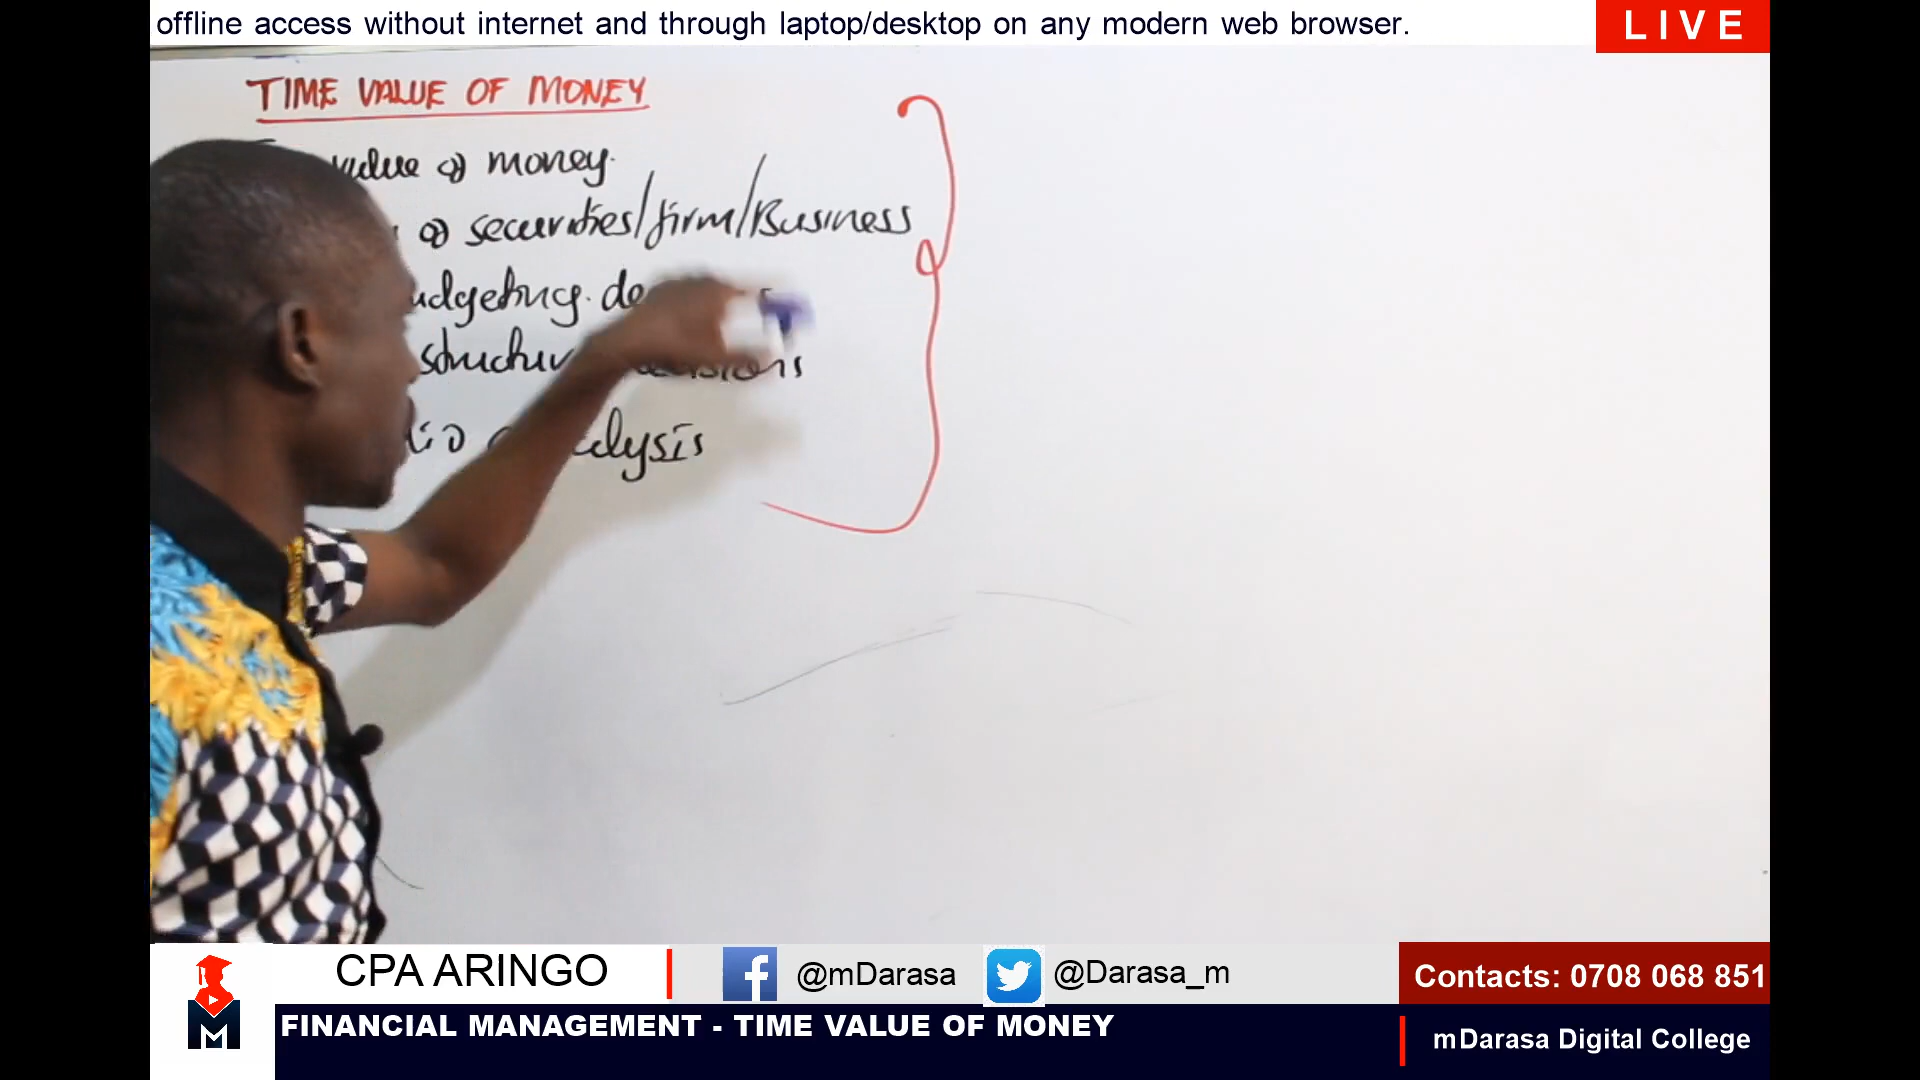 offline access without internet and through laptop/desktop on any modern web browser.
LIVE
TIME VALUE OF MONEY
value of money.
of securities/firm/Business
udgeting de
structur
alysis
CPA ARINGO
@mDarasa
@Darasa_m
Contacts: 0708 068 851
M
FINANCIAL MANAGEMENT - TIME VALUE OF MONEY
mDarasa Digital College